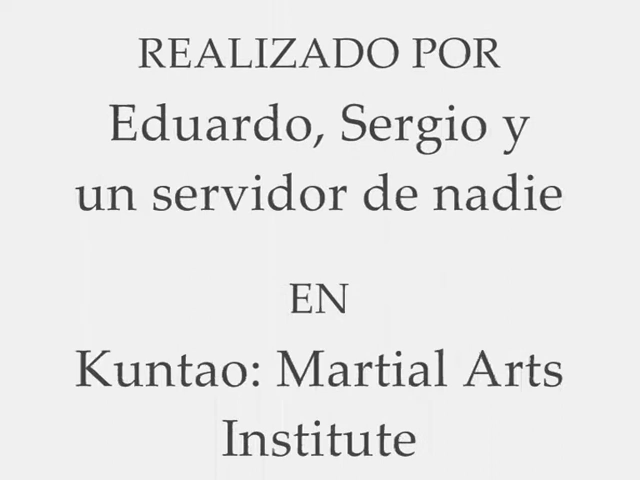 REALIZADO POR
Eduardo, Sergio y
un servidor de nadie
EN
Kuntao: Martial Arts
Institute